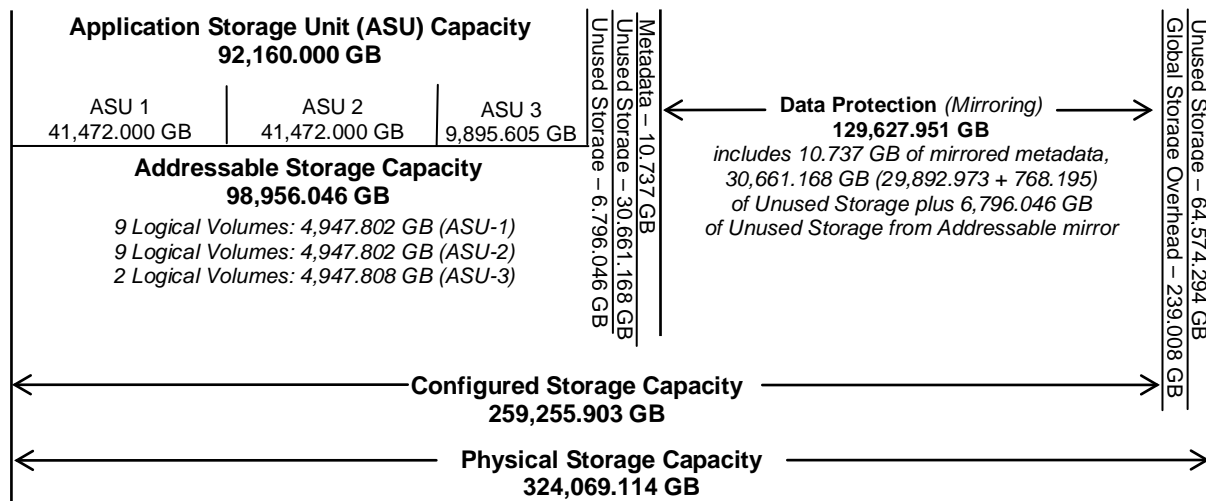 Application Storage Unit (ASU) Capacity
92,160.000 GB
ASU 1
41,472.000 GB
ASU 2
41,472.000 GB
ASU 3
9,895.605 GB
Addressable Storage Capacity
98,956.046 GB
9 Logical Volumes: 4,947.802 GB (ASU-1)
9 Logical Volumes: 4,947.802 GB (ASU-2)
2 Logical Volumes: 4,947.808 GB (ASU-3)
Unused Storage – 6.796.046 GB
Unused Storage – 30,661.168 GB
Metadata – 10.737 GB
Data Protection (Mirroring)
129,627.951 GB
includes 10.737 GB of mirrored metadata,
30,661.168 GB (29,892.973 + 768.195)
of Unused Storage plus 6,796.046 GB
of Unused Storage from Addressable mirror
Global Storage Overhead – 239.008 GB
Unused Storage – 64,574.294 GB
Configured Storage Capacity
259,255.903 GB
Physical Storage Capacity
324,069.114 GB